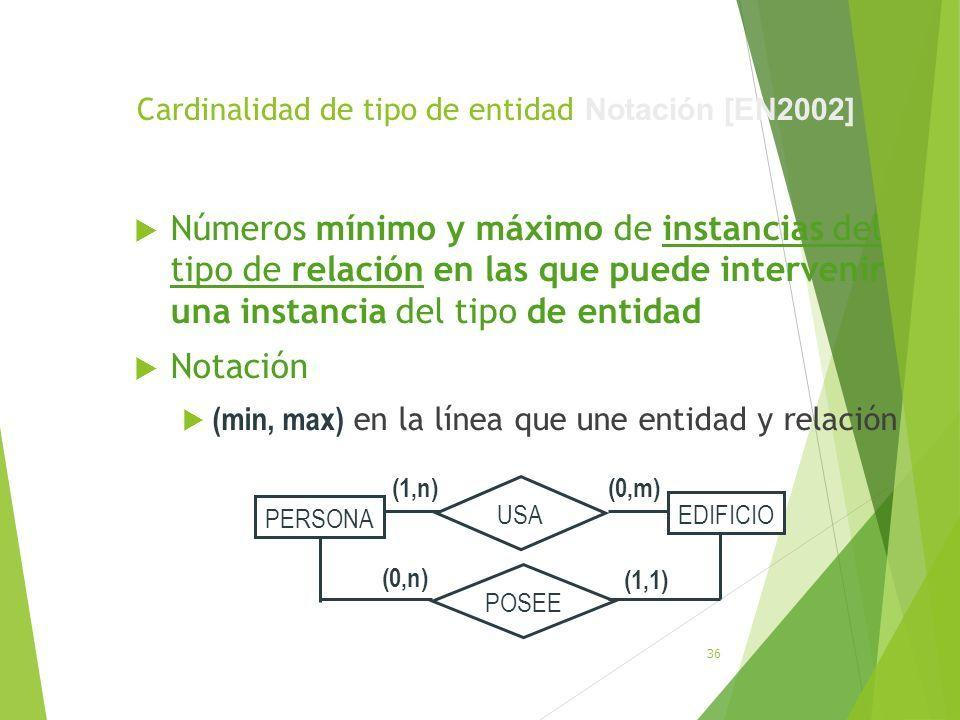 Cardinalidad de tipo de entidad Notación [EN2002]
Números mínimo y máximo de instancias del
tipo de relación en las que puede intervenir
una instancia del tipo de entidad
Notación
(min, max) en la línea que une entidad y relación
(1,n) (0,m)
PERSONA USA EDIFICIO
(0,n) (1,1)
POSEE
36